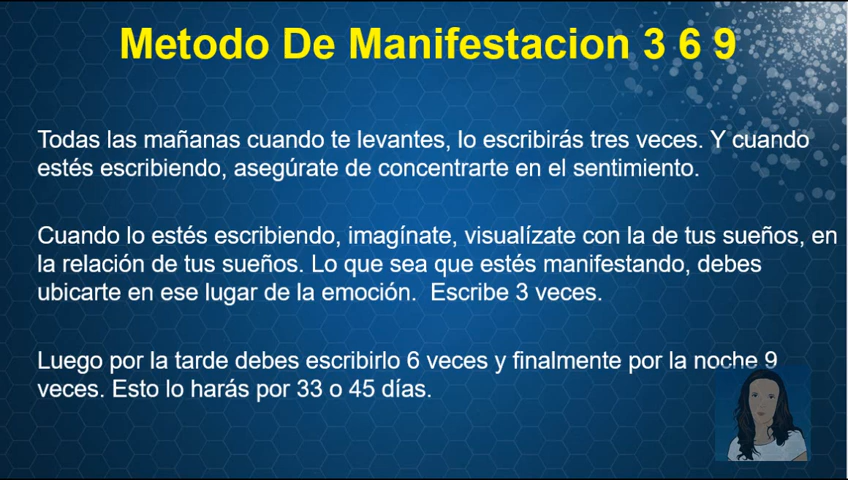 Metodo De Manifestacion 3 6 9
Todas las mañanas cuando te levantes, lo escribirás tres veces. Y cuando
estés escribiendo, asegúrate de concentrarte en el sentimiento.
Cuando lo estés escribiendo, imagínate, visualízate con la de tus sueños, en
la relación de tus sueños. Lo que sea que estés manifestando, debes
ubicarte en ese lugar de la emoción.  Escribe 3 veces.
Luego por la tarde debes escribirlo 6 veces y finalmente por la noche 9
veces. Esto lo harás por 33 o 45 días.